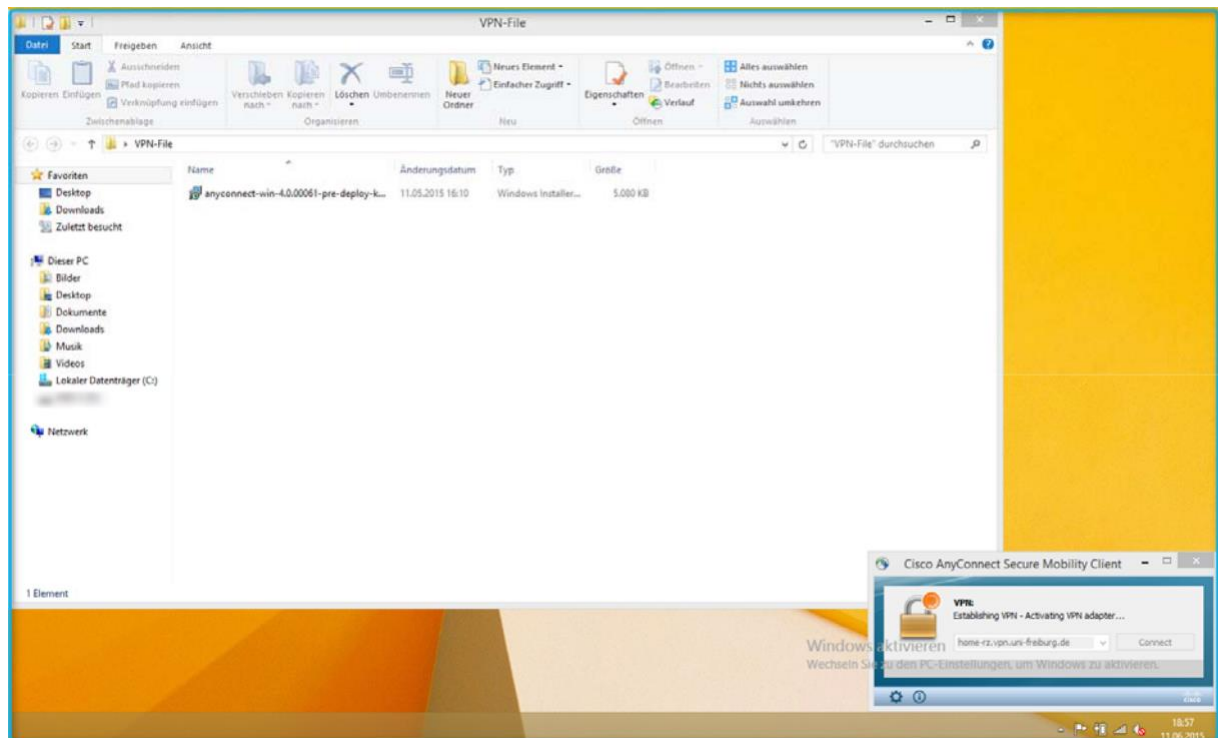 VPN-File
Datei Start Freigeben Ansicht
Kopieren Einfügen
Ausschneiden
Pfad kopieren
Verknüpfung einfügen
Zwischenablage
Verschieben nach
Kopieren nach
Löschen
Umbenennen
Organisieren
Neuer Ordner
Neues Element
Einfacher Zugriff
Neu
Eigenschaften
Öffnen
Bearbeiten
Verlauf
Öffnen
Alles auswählen
Nichts auswählen
Auswahl umkehren
Auswählen
VPN-File
"VPN-File" durchsuchen
Favoriten
Desktop
Downloads
Zuletzt besucht
Dieser PC
Bilder
Desktop
Dokumente
Downloads
Musik
Videos
Lokaler Datenträger (C:)
Netzwerk
Name Änderungsdatum Typ Größe
anyconnect-win-4.0.00061-pre-deploy-k... 11.05.2015 16:10 Windows Installer... 5.080 KB
1 Element
Cisco AnyConnect Secure Mobility Client
VPN:
Establishing VPN - Activating VPN adapter...
home-rz.vpn.uni-freiburg.de Connect
Windows aktivieren
Wechseln Sie zu den PC-Einstellungen, um Windows zu aktivieren.
cisco
18:57
11.06.2015